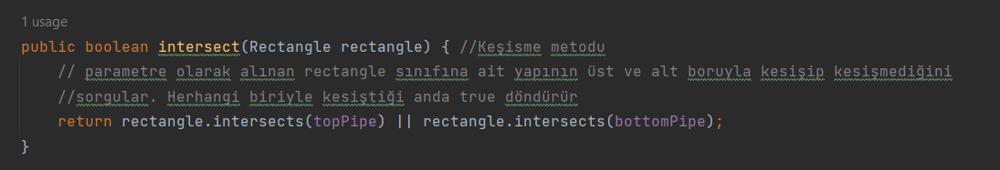 1 usage
public boolean intersect(Rectangle rectangle) { //Keşisme metodu
// parametre olarak alınan rectangle sınıfına ait yapının üst ve alt boruyla kesişip kesişmediğini
//sorgular. Herhangi biriyle kesiştiği anda true döndürür
return rectangle.intersects(topPipe) || rectangle.intersects(bottomPipe);
}